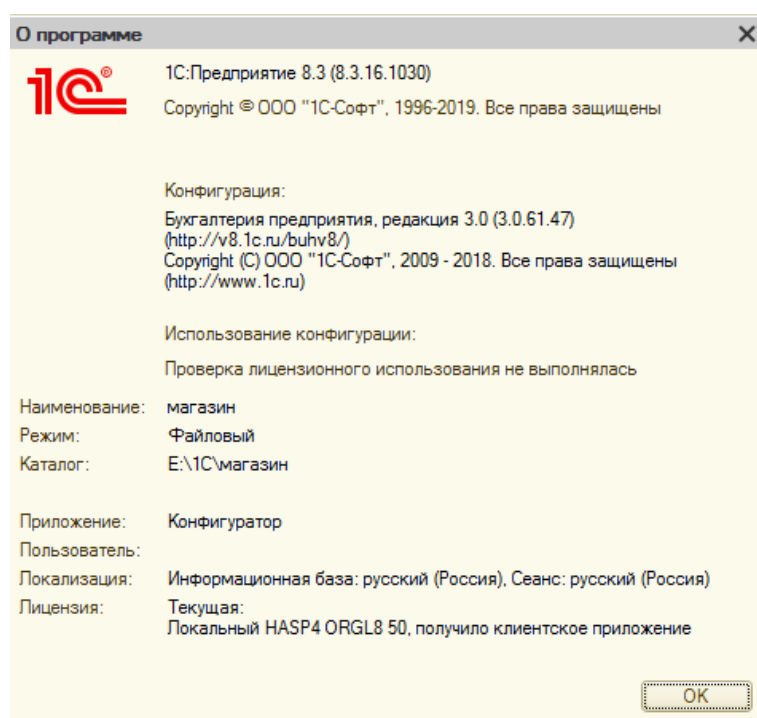 О программе
1С®
1С:Предприятие 8.3 (8.3.16.1030)
Copyright © ООО "1С-Софт", 1996-2019. Все права защищены
Конфигурация:
Бухгалтерия предприятия, редакция 3.0 (3.0.61.47)
(http://v8.1c.ru/buhv8/)
Copyright (С) ООО "1С-Софт", 2009 - 2018. Все права защищены
(http://www.1c.ru)
Использование конфигурации:
Проверка лицензионного использования не выполнялась
Наименование: магазин
Режим: Файловый
Каталог: E:\1С\магазин
Приложение: Конфигуратор
Пользователь:
Локализация: Информационная база: русский (Россия), Сеанс: русский (Россия)
Лицензия: Текущая:
Локальный HASP4 ORGL8 50, получило клиентское приложение
OK